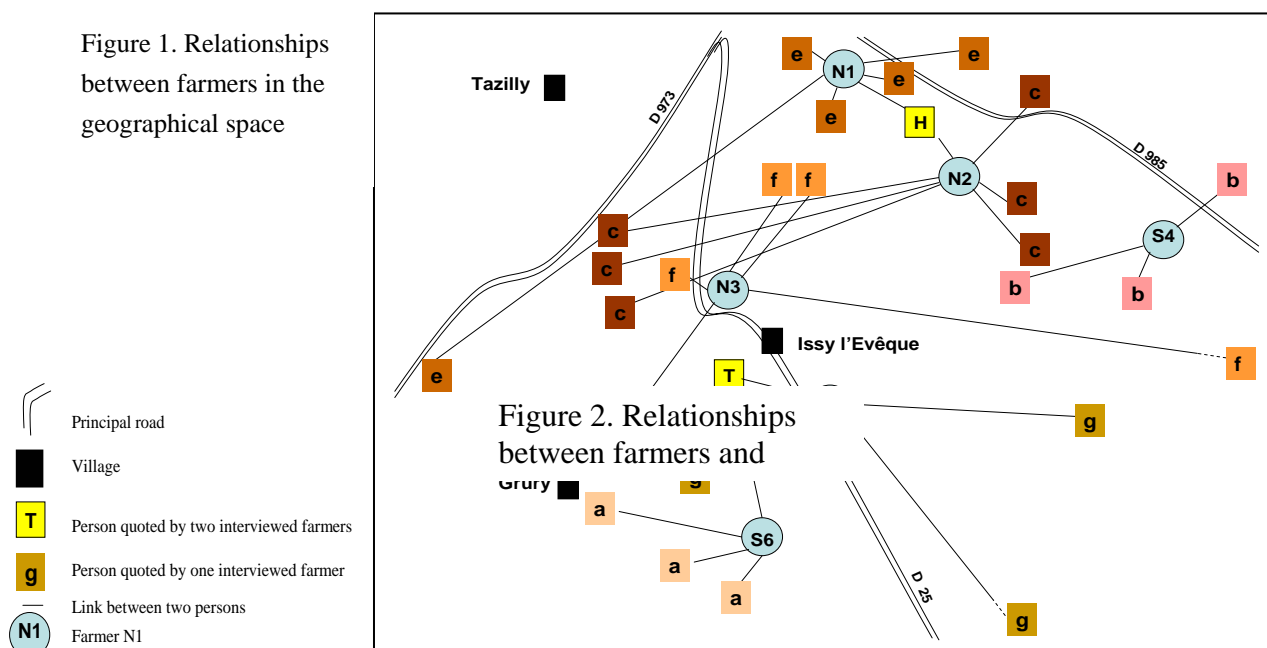 Figure 1. Relationships
between farmers in the
geographical space
Tazilly
D 973
e
N1
e
e
e
c
H
D 985
N2
f f
b
c
c
S4
c
c
f
N3
b
b
c
Issy l'Evêque
e
T
f
Figure 2. Relationships
between farmers and
g
Grury
g
a
S6
a
a
D 25
g
Principal road
Village
T
Person quoted by two interviewed farmers
g
Person quoted by one interviewed farmer
Link between two persons
N1
Farmer N1